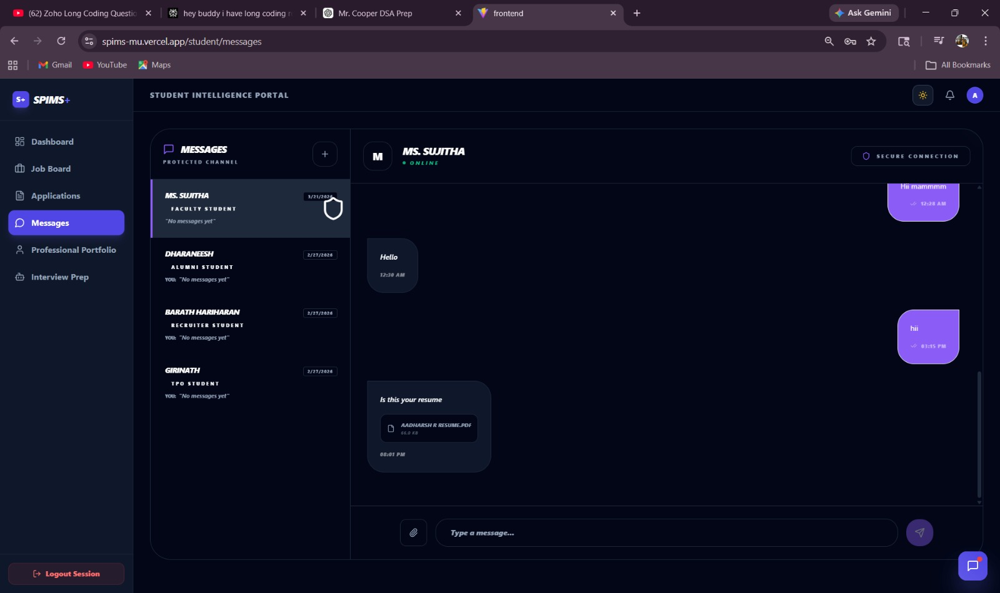 (62) Zoho Long Coding Questio
hey buddy i have long coding r
Mr. Cooper DSA Prep
frontend
Ask Gemini
spims-mu.vercel.app/student/messages
Gmail
YouTube
Maps
All Bookmarks
S+ SPIMS+
STUDENT INTELLIGENCE PORTAL
A
Dashboard
Job Board
Applications
Messages
Professional Portfolio
Interview Prep
Logout Session
MESSAGES
PROTECTED CHANNEL
MS. SUJITHA
3/21/2026
FACULTY STUDENT
"No messages yet"
DHARANEESH
2/27/2026
ALUMNI STUDENT
YOU: "No messages yet"
BARATH HARIHARAN
2/27/2026
RECRUITER STUDENT
YOU: "No messages yet"
GIRINATH
2/27/2026
TPO STUDENT
YOU: "No messages yet"
M
MS. SUJITHA
ONLINE
SECURE CONNECTION
Hii mammmm
12:28 AM
Hello
12:30 AM
hii
03:15 PM
Is this your resume
AADHARSH R RESUME.PDF
66.0 KB
08:01 PM
Type a message...